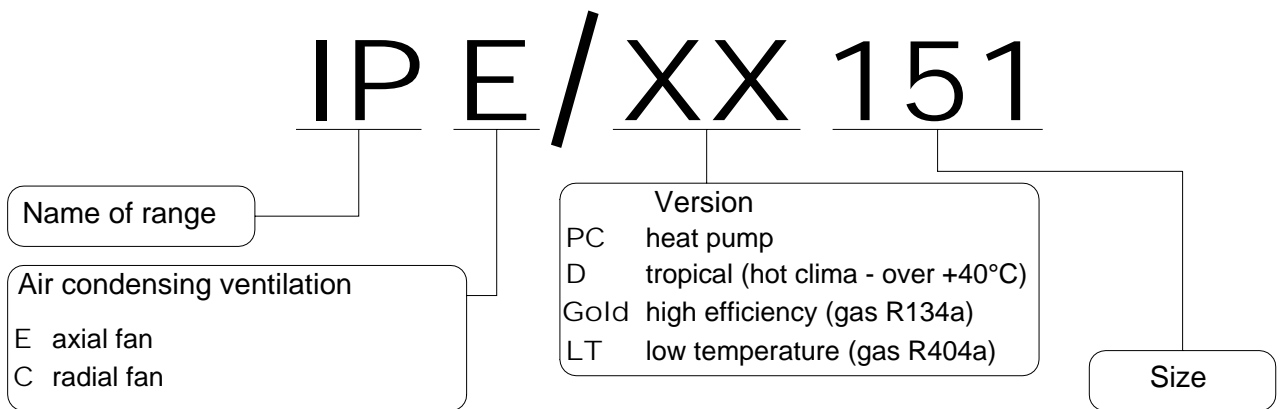 IP E/XX 151
Name of range
Air condensing ventilation
E axial fan
C radial fan
Version
PC heat pump
D tropical (hot clima - over +40°C)
Gold high efficiency (gas R134a)
LT low temperature (gas R404a)
Size